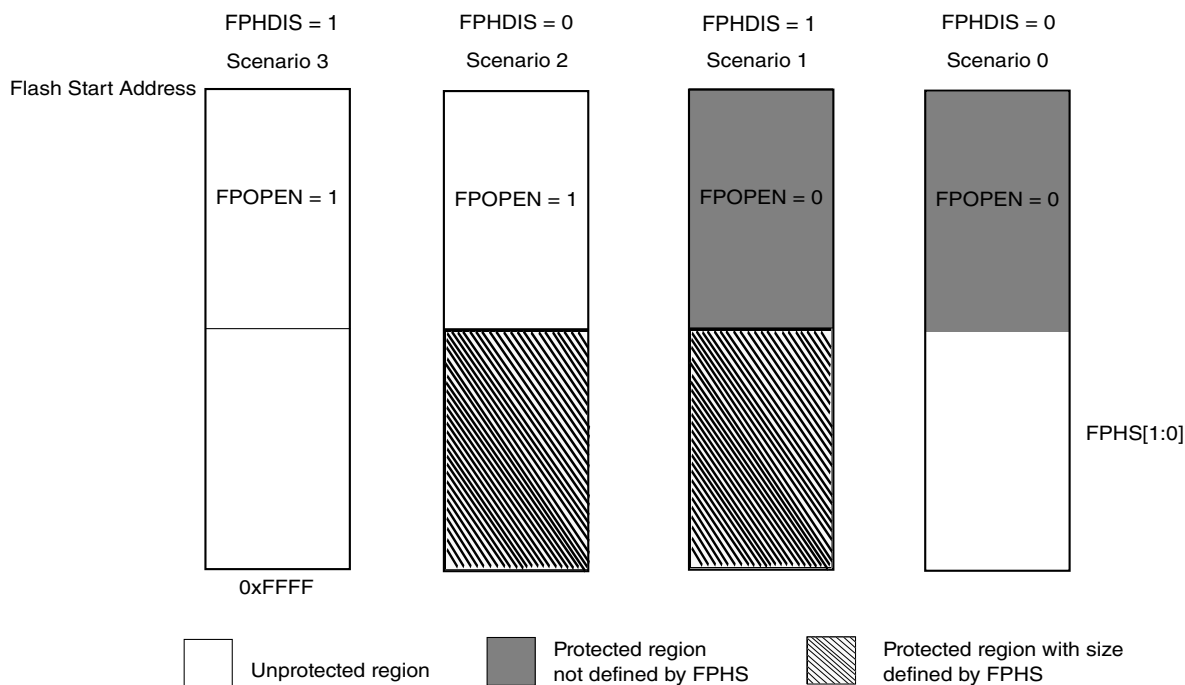 FPHDIS = 1
FPHDIS = 0
FPHDIS = 1
FPHDIS = 0
Scenario 3
Scenario 2
Scenario 1
Scenario 0
Flash Start Address
FPOPEN = 1
FPOPEN = 1
FPOPEN = 0
FPOPEN = 0
FPHS[1:0]
0xFFFF
Unprotected region
Protected region
not defined by FPHS
Protected region with size
defined by FPHS